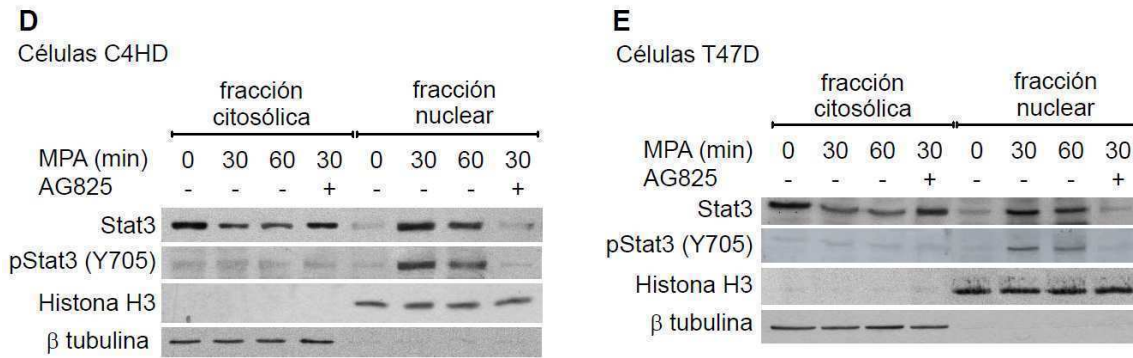 D
Células C4HD
fracción citosólica
fracción nuclear
MPA (min) 0 30 60 30 0 30 60 30
AG825 - - - + - - - +
Stat3
pStat3 (Y705)
Histona H3
β tubulina
E
Células T47D
fracción citosólica
fracción nuclear
MPA (min) 0 30 60 30 0 30 60 30
AG825 - - - + - - - +
Stat3
pStat3 (Y705)
Histona H3
β tubulina